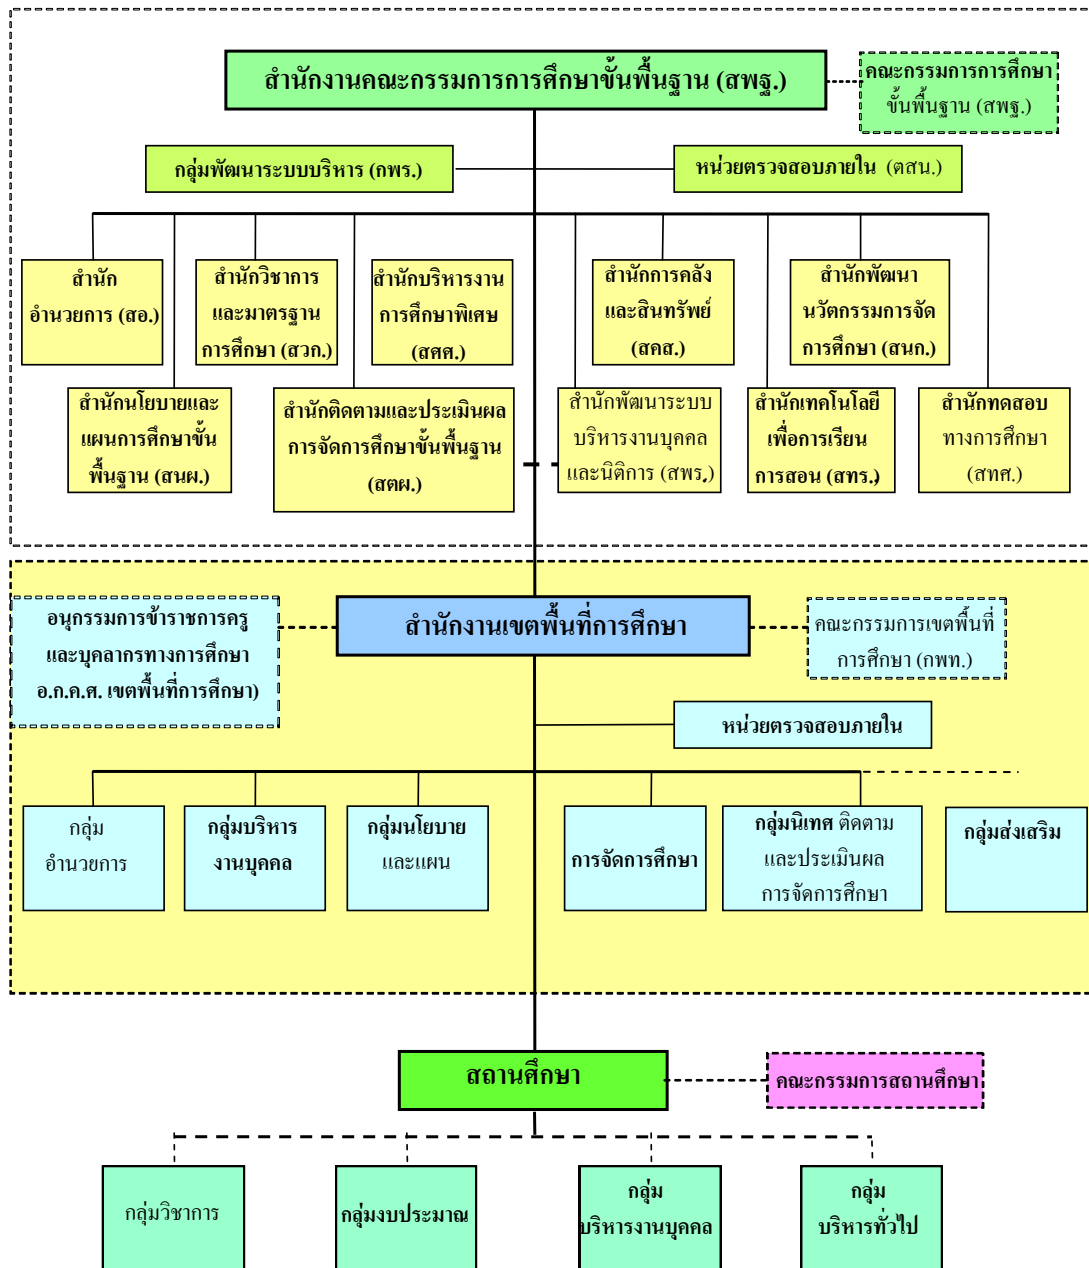 สำนักงานคณะกรรมการการศึกษาขั้นพื้นฐาน (สพฐ.)
คณะกรรมการการศึกษา
ขั้นพื้นฐาน (สพฐ.)
กลุ่มพัฒนาระบบบริหาร (กพร.)
หน่วยตรวจสอบภายใน (ตสน.)
สำนัก
อำนวยการ (สอ.)
สำนักวิชาการ
และมาตรฐาน
การศึกษา (สวก.)
สำนักบริหารงาน
การศึกษาพิเศษ
(สศศ.)
สำนักการคลัง
และสินทรัพย์
(สคส.)
สำนักพัฒนา
นวัตกรรมการจัด
การศึกษา (สนก.)
สำนักนโยบายและ
แผนการศึกษาขั้น
พื้นฐาน (สนผ.)
สำนักติดตามและประเมินผล
การจัดการศึกษาขั้นพื้นฐาน
(สตผ.)
สำนักพัฒนาระบบ
บริหารงานบุคคล
และนิติการ (สพร.)
สำนักเทคโนโลยี
เพื่อการเรียน
การสอน (สทร.)
สำนักทดสอบ
ทางการศึกษา
(สทศ.)
อนุกรรมการข้าราชการครู
และบุคลากรทางการศึกษา
อ.ก.ค.ศ. เขตพื้นที่การศึกษา)
สำนักงานเขตพื้นที่การศึกษา
คณะกรรมการเขตพื้นที่
การศึกษา (กพท.)
หน่วยตรวจสอบภายใน
กลุ่ม
อำนวยการ
กลุ่มบริหาร
งานบุคคล
กลุ่มนโยบาย
และแผน
การจัดการศึกษา
กลุ่มนิเทศ ติดตาม
และประเมินผล
การจัดการศึกษา
กลุ่มส่งเสริม
สถานศึกษา
คณะกรรมการสถานศึกษา
กลุ่มวิชาการ
กลุ่มงบประมาณ
กลุ่ม
บริหารงานบุคคล
กลุ่ม
บริหารทั่วไป